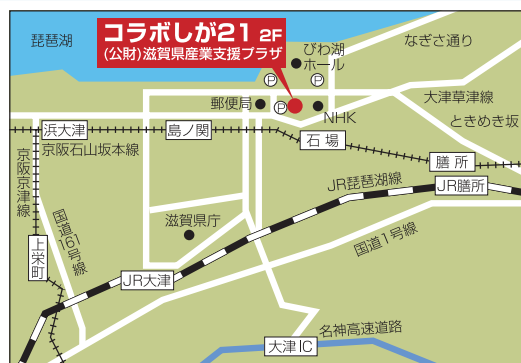 コラボしが21 2F
(公財)滋賀県産業支援プラザ
琵琶湖
びわ湖
ホール
なぎさ通り
P
P
P
郵便局
NHK
大津草津線
ときめき坂
浜大津
島ノ関
石場
膳所
京阪石山坂本線
京阪京津線
JR琵琶湖線
JR膳所
国道161号線
滋賀県庁
国道1号線
上栄町
JR大津
名神高速道路
大津IC